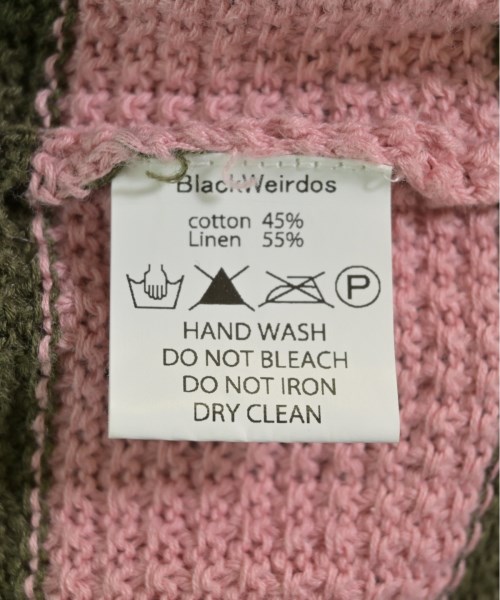 BlackWeirdos
cotton 45%
Linen 55%
P
HAND WASH
DO NOT BLEACH
DO NOT IRON
DRY CLEAN